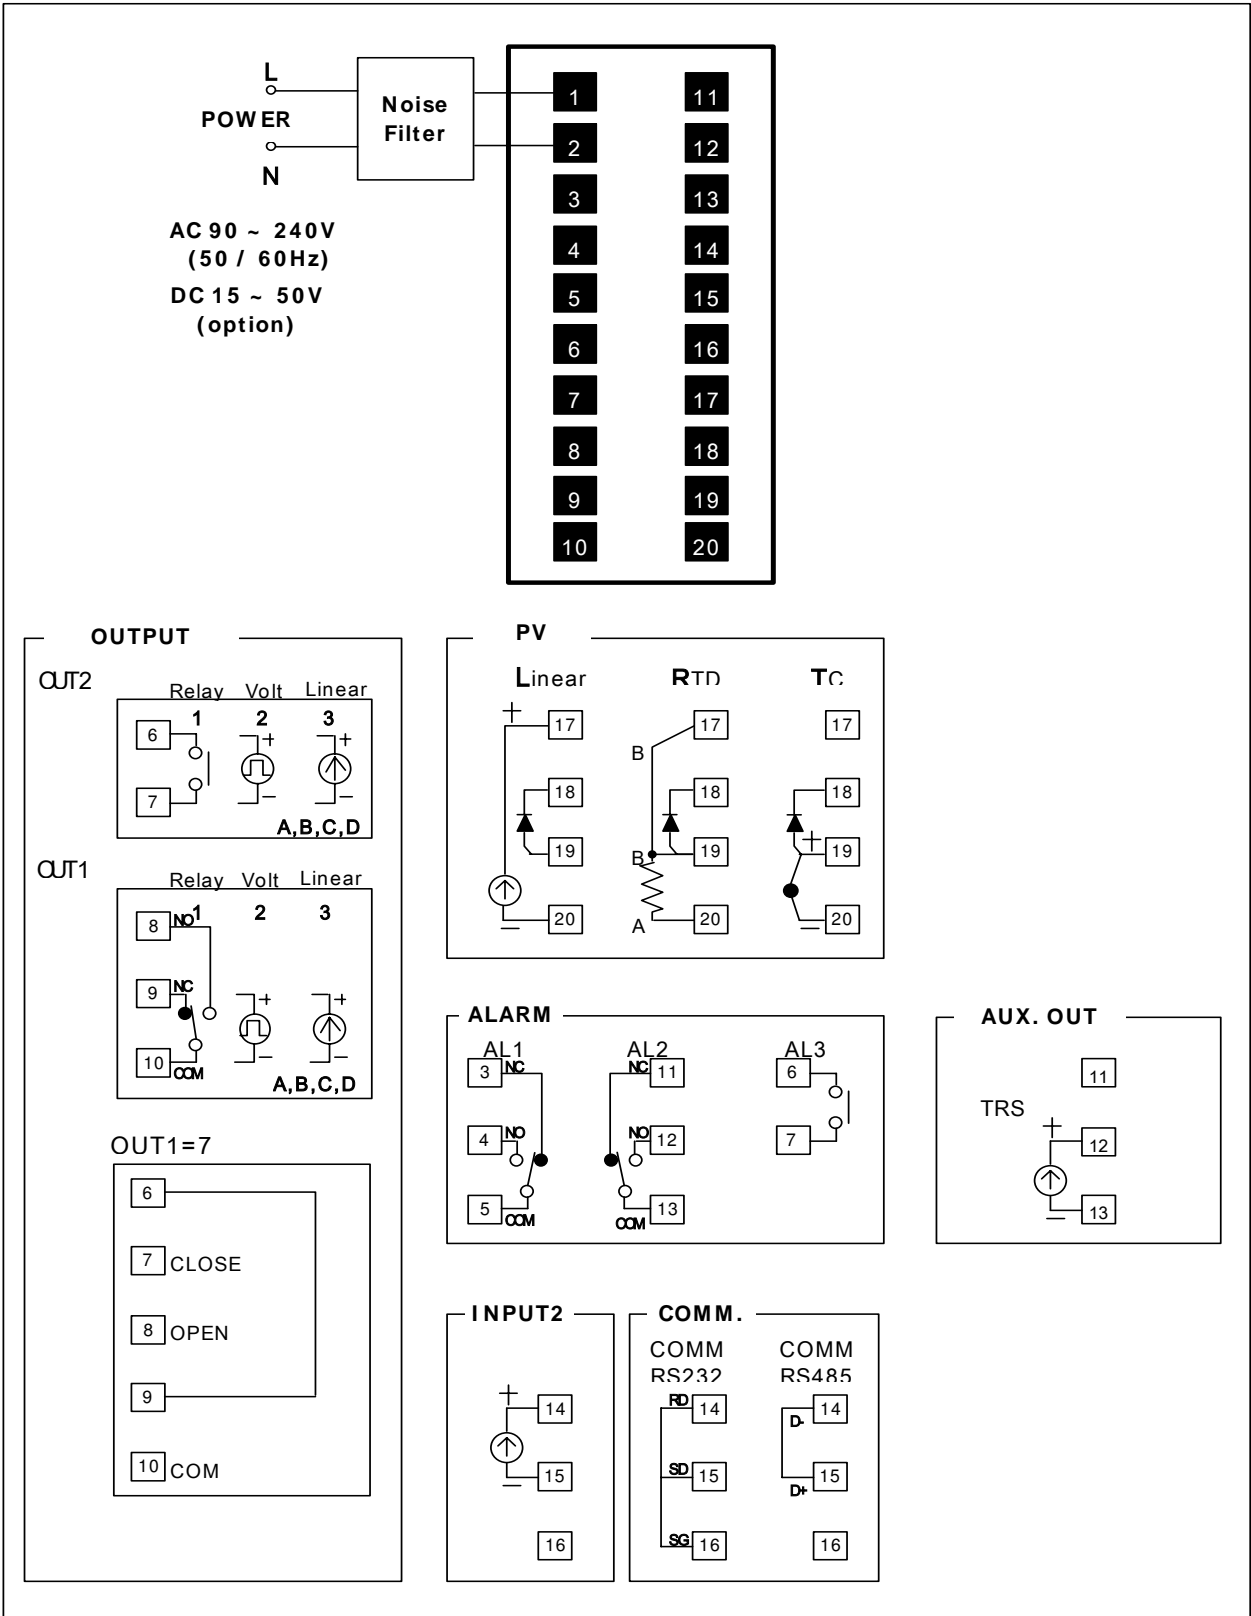 L
POWER
N
Noise
Filter
AC 90 ~ 240V
(50 / 60Hz)
DC 15 ~ 50V
(option)
1 11
2 12
3 13
4 14
5 15
6 16
7 17
8 18
9 19
10 20
OUTPUT
OUT2
Relay Volt Linear
1 2 3
6
+ +
7
- -
A,B,C,D
OUT1
Relay Volt Linear
1 2 3
8 NO
9 NC
+ +
10 COM
- -
A,B,C,D
OUT1=7
6
7 CLOSE
8 OPEN
9
10 COM
PV
Linear RTD TC
+ 17 B 17 17
18 18 18
19 B 19 + 19
- 20 A 20 - 20
ALARM
AL1 AL2 AL3
3 NC NC 11 6
4 NO NO 12 7
5 COM COM 13
AUX. OUT
11
TRS
+ 12
- 13
INPUT2
+ 14
- 15
16
COMM.
COMM COMM
RS232 RS485
RD 14 D- 14
SD 15 D+ 15
SG 16 16